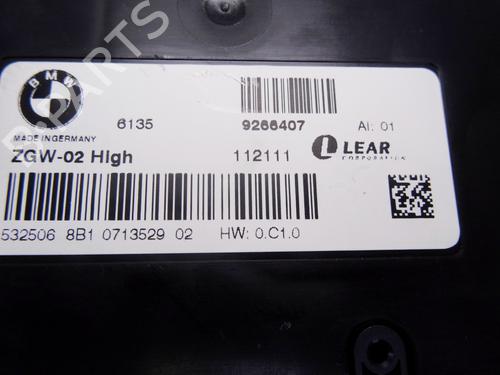 BMW
B-PARTS
6135 9266407 AI: 01
MADE IN GERMANY
ZGW-02 High 112111 LEAR
CORPORATION
532506 8B1 0713529 02 HW: 0.C1.0